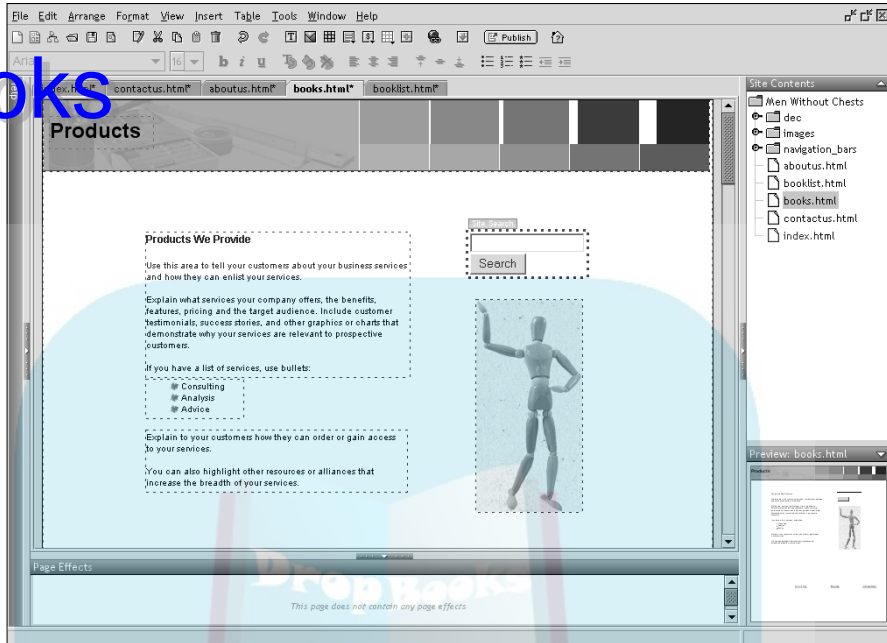 File Edit Arrange Format View Insert Table Tools Window Help
Publish
16 b i u
ooks
index.html* contactus.html* aboutus.html* books.html* booklist.html*
Products
Products We Provide
Use this area to tell your customers about your business services
and how they can enlist your services.
Explain what services your company offers, the benefits,
features, pricing and the target audience. Include customer
testimonials, success stories, and other graphics or charts that
demonstrate why your services are relevant to prospective
customers.
If you have a list of services, use bullets:
Consulting
Analysis
Advice
Explain to your customers how they can order or gain access
to your services.
You can also highlight other resources or alliances that
increase the breadth of your services.
Site Search
Search
Site Contents
Men Without Chests
dec
images
navigation_bars
aboutus.html
booklist.html
books.html
contactus.html
index.html
Preview: books.html
Products
Page Effects
DropBooks
This page does not contain any page effects